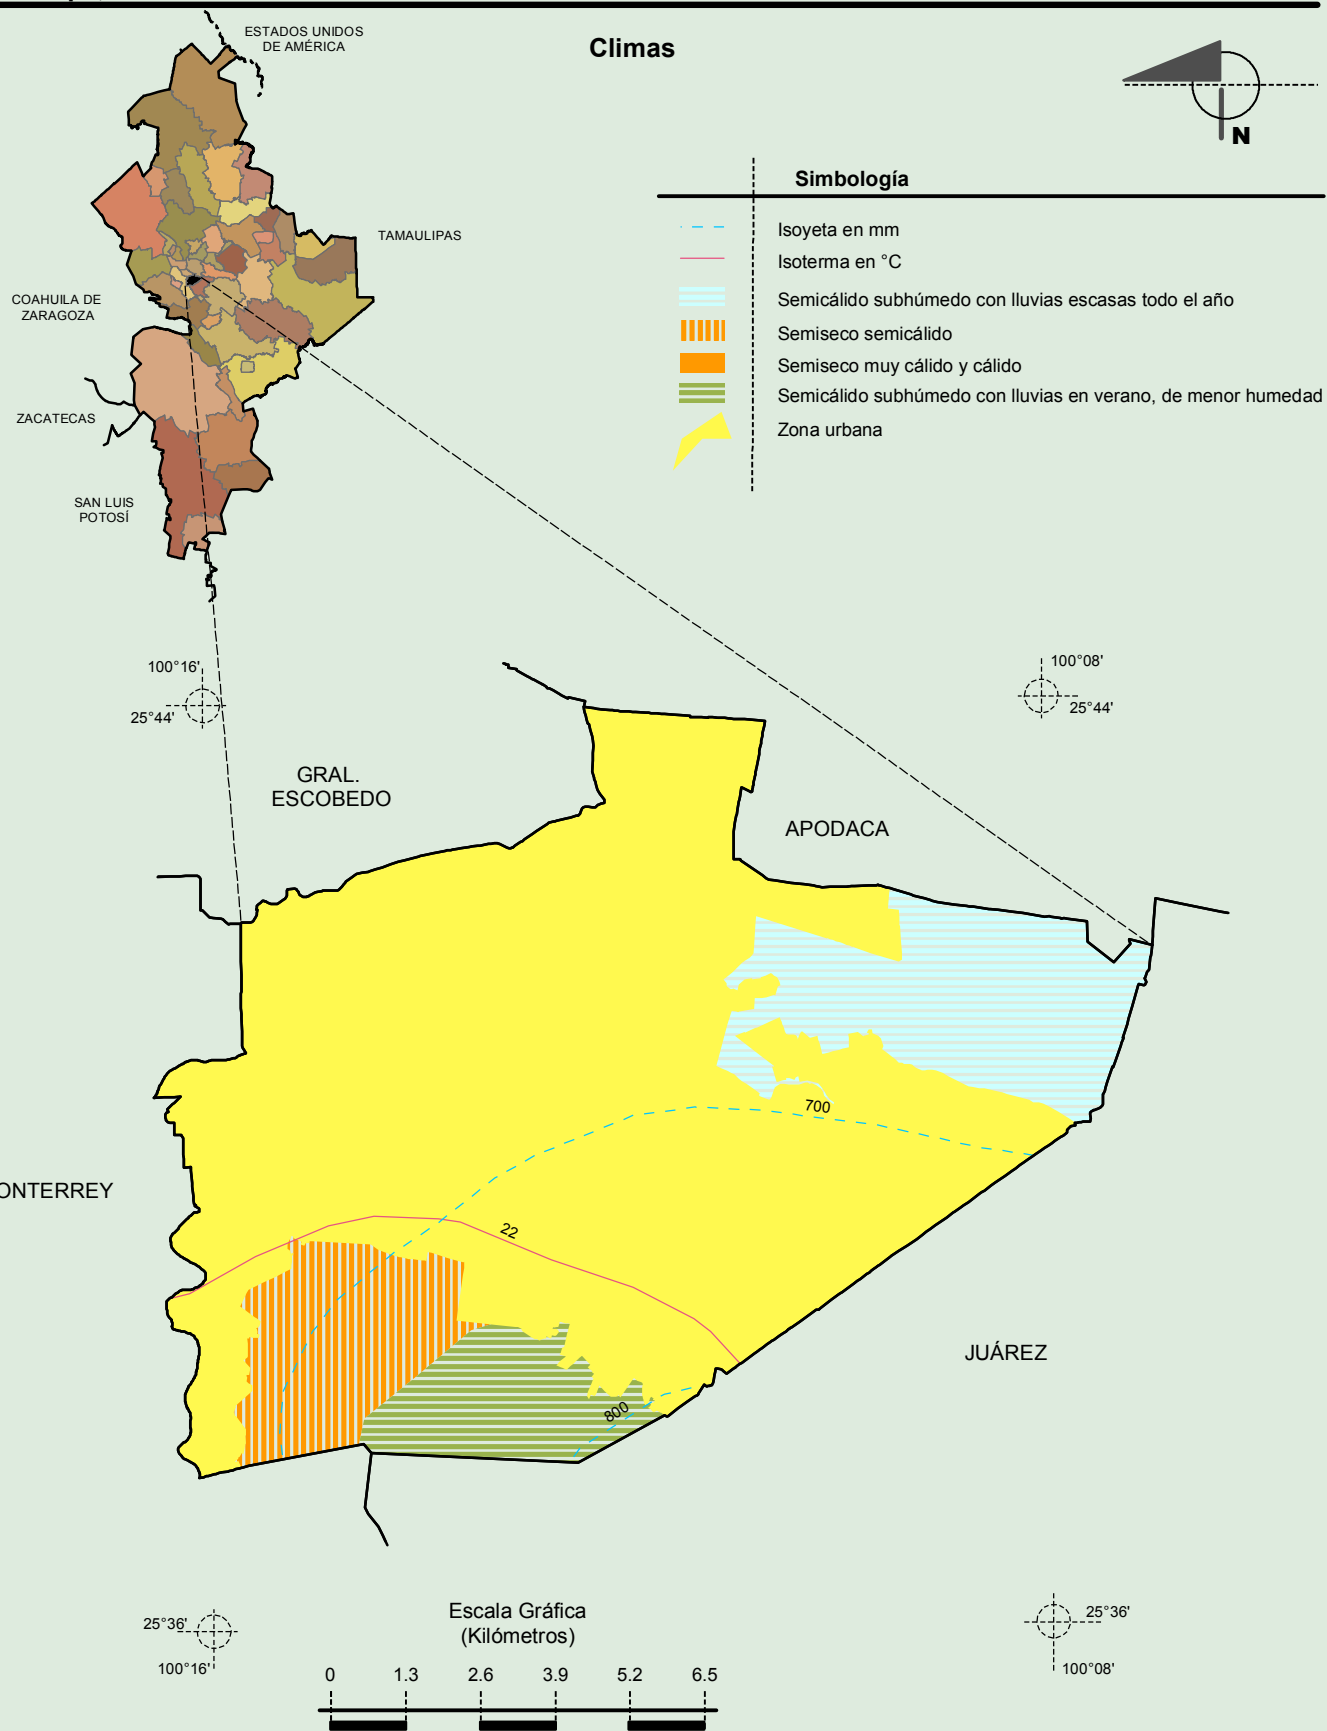 Climas
ESTADOS UNIDOS
DE AMÉRICA
N
TAMAULIPAS
COAHUILA DE
ZARAGOZA
ZACATECAS
SAN LUIS
POTOSÍ
Simbología
Isoyeta en mm
Isoterma en °C
Semicálido subhúmedo con lluvias escasas todo el año
Semiseco semicálido
Semiseco muy cálido y cálido
Semicálido subhúmedo con lluvias en verano, de menor humedad
Zona urbana
100°16'
25°44'
100°08'
25°44'
GRAL.
ESCOBEDO
APODACA
700
ONTERREY
22
JUÁREZ
800
25°36'
100°16'
25°36'
100°08'
Escala Gráfica
(Kilómetros)
0 1.3 2.6 3.9 5.2 6.5